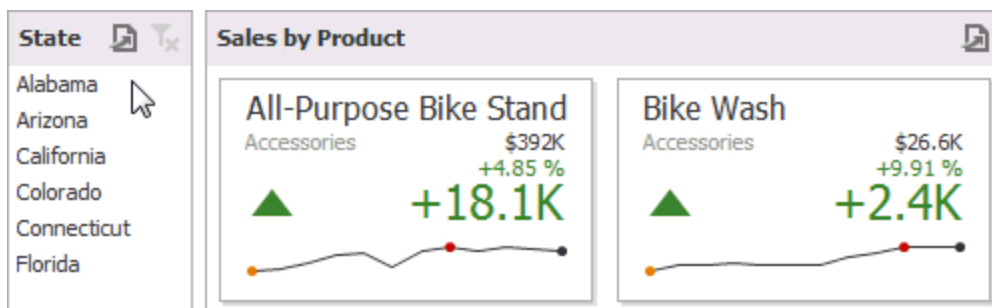 State
Alabama
Arizona
California
Colorado
Connecticut
Florida
Sales by Product
All-Purpose Bike Stand
Accessories
$392K
+4.85 %
+18.1K
Bike Wash
Accessories
$26.6K
+9.91 %
+2.4K